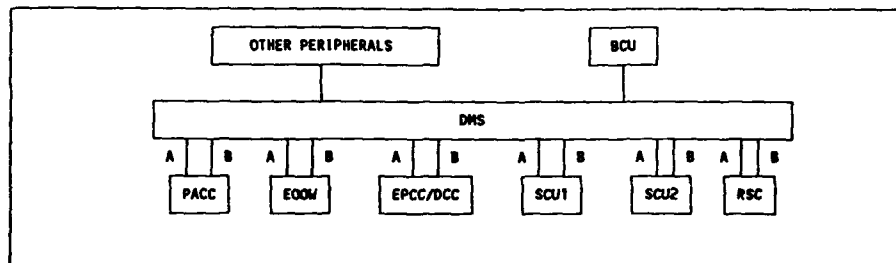 OTHER PERIPHERALS BCU
DMS
A B A B A B A B A B A B
PACC EOOW EPCC/DCC SCU1 SCU2 RSC